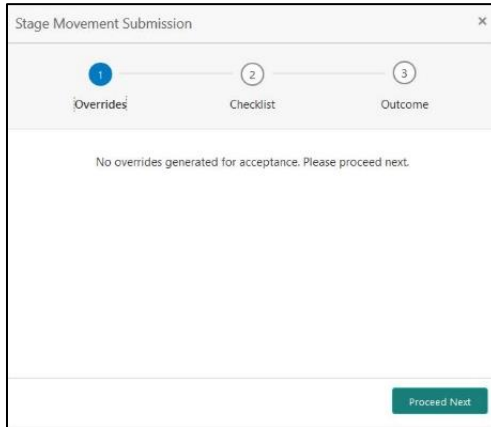 Stage Movement Submission ×
1 2 3
Overrides Checklist Outcome
No overrides generated for acceptance. Please proceed next.
Proceed Next